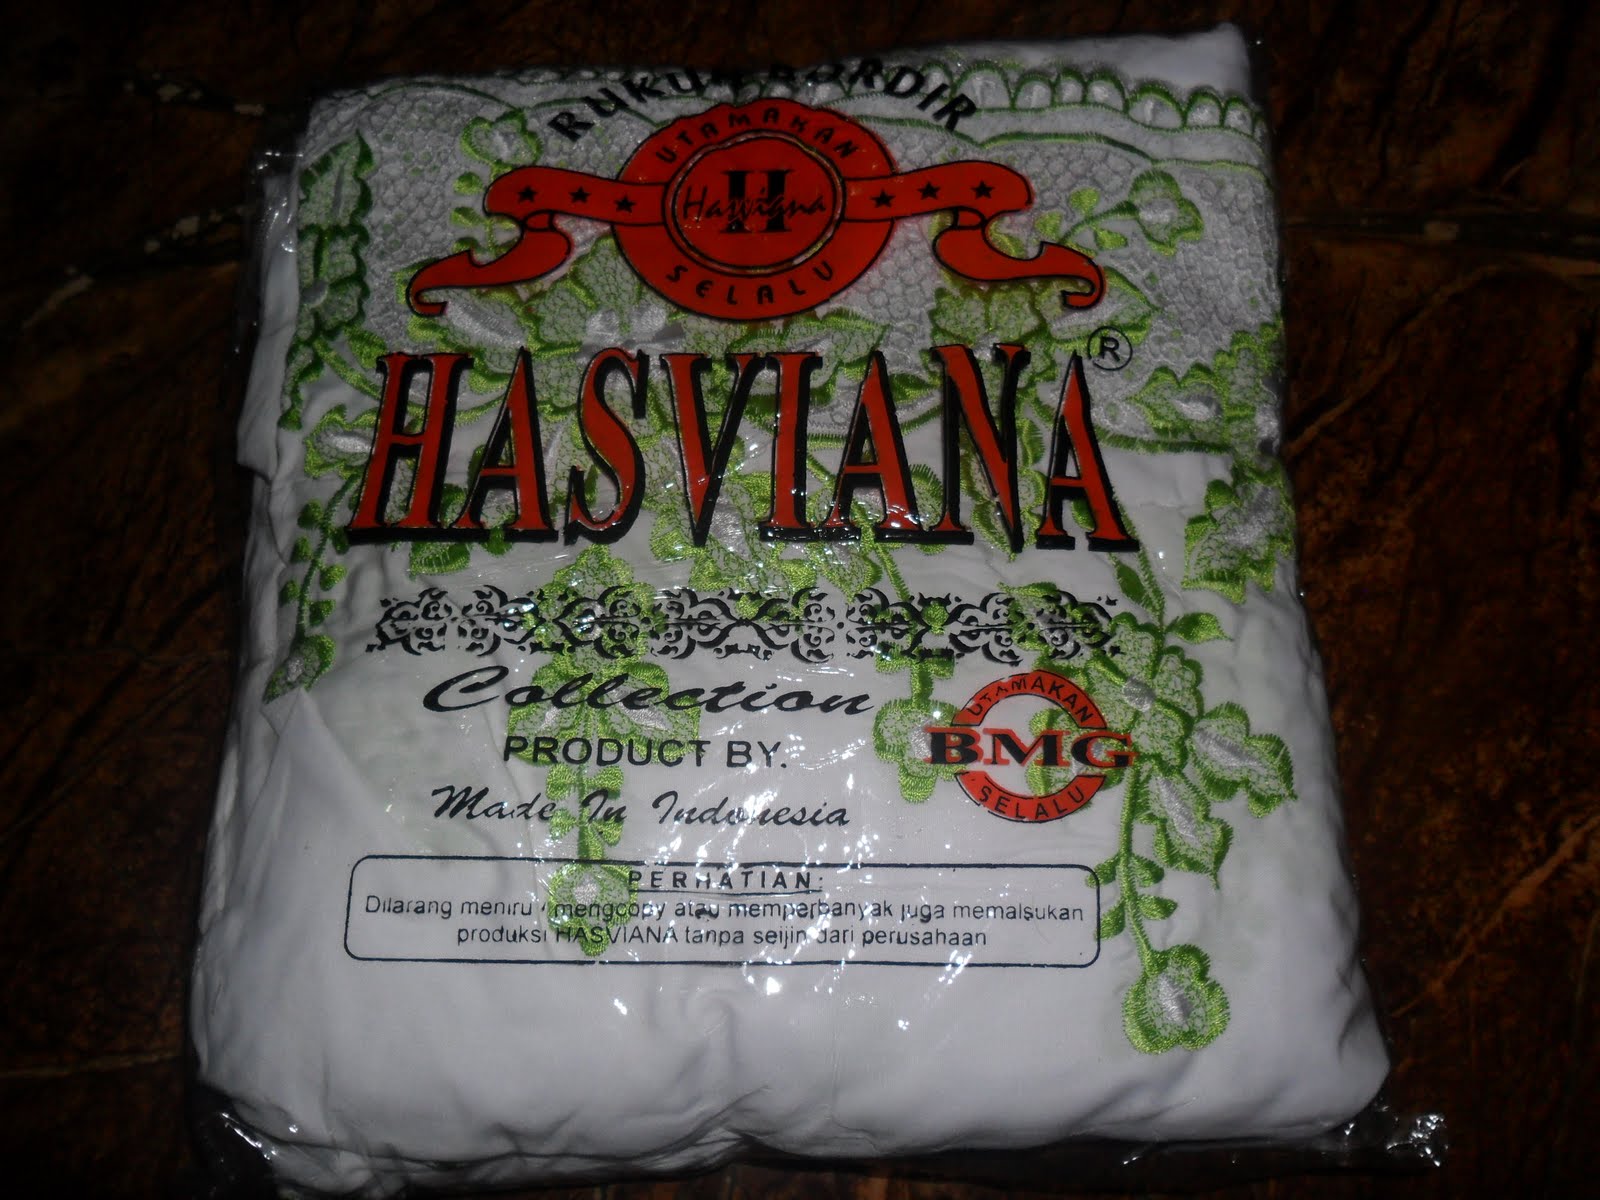 RUKUH BORDIR
UTAMAKAN
H
Hasviana
SELALU
HASVIANA ®
Collection
PRODUCT BY.
UTAMAKAN
BMG
SELALU
Made In Indonesia
PERHATIAN:
Dilarang meniru / mengcopy atau memperbanyak juga memalsukan
produksi HASVIANA tanpa seijin dari perusahaan